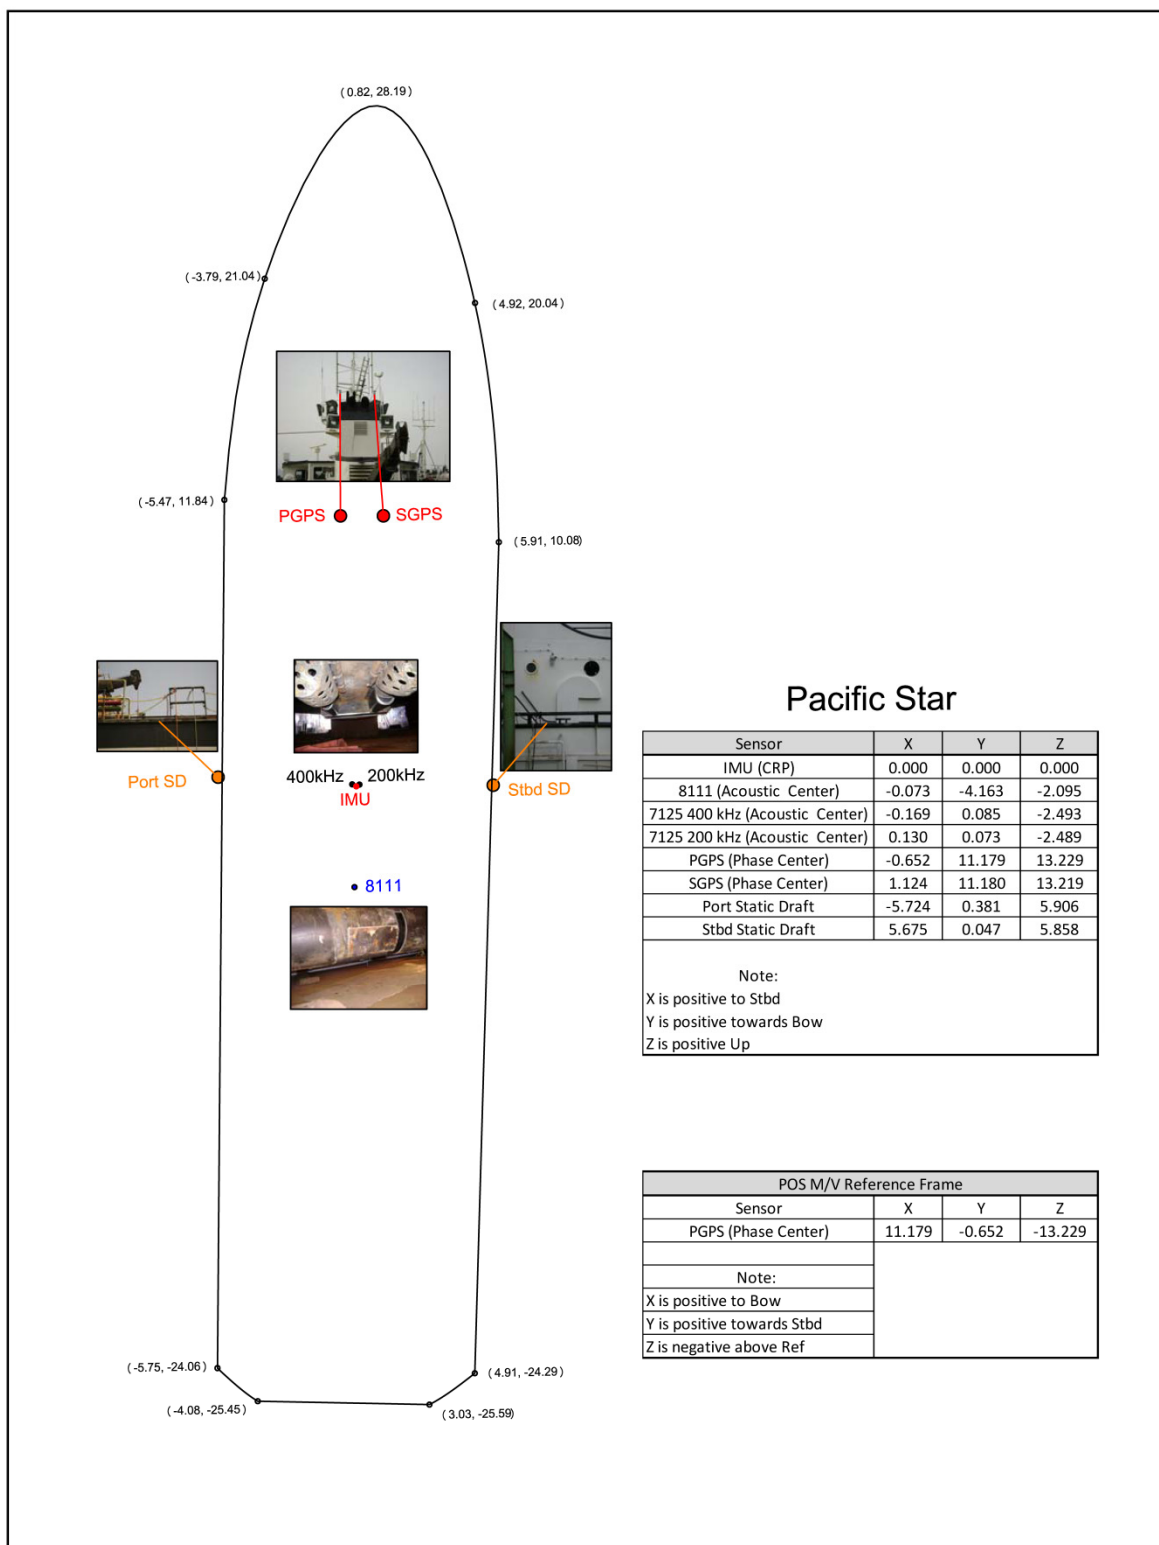 ( 0.82, 28.19)
( -3.79, 21.04)
( 4.92, 20.04)
( -5.47, 11.84)
PGPS
SGPS
( 5.91, 10.08)
Port SD
400kHz
200kHz
IMU
Stbd SD
8111
( -5.75, -24.06)
( 4.91, -24.29)
( -4.08, -25.45)
( 3.03, -25.59)
Pacific Star
Sensor X Y Z
IMU (CRP) 0.000 0.000 0.000
8111 (Acoustic Center) -0.073 -4.163 -2.095
7125 400 kHz (Acoustic Center) -0.169 0.085 -2.493
7125 200 kHz (Acoustic Center) 0.130 0.073 -2.489
PGPS (Phase Center) -0.652 11.179 13.229
SGPS (Phase Center) 1.124 11.180 13.219
Port Static Draft -5.724 0.381 5.906
Stbd Static Draft 5.675 0.047 5.858
Note:
X is positive to Stbd
Y is positive towards Bow
Z is positive Up
POS M/V Reference Frame
Sensor X Y Z
PGPS (Phase Center) 11.179 -0.652 -13.229
Note:
X is positive to Bow
Y is positive towards Stbd
Z is negative above Ref